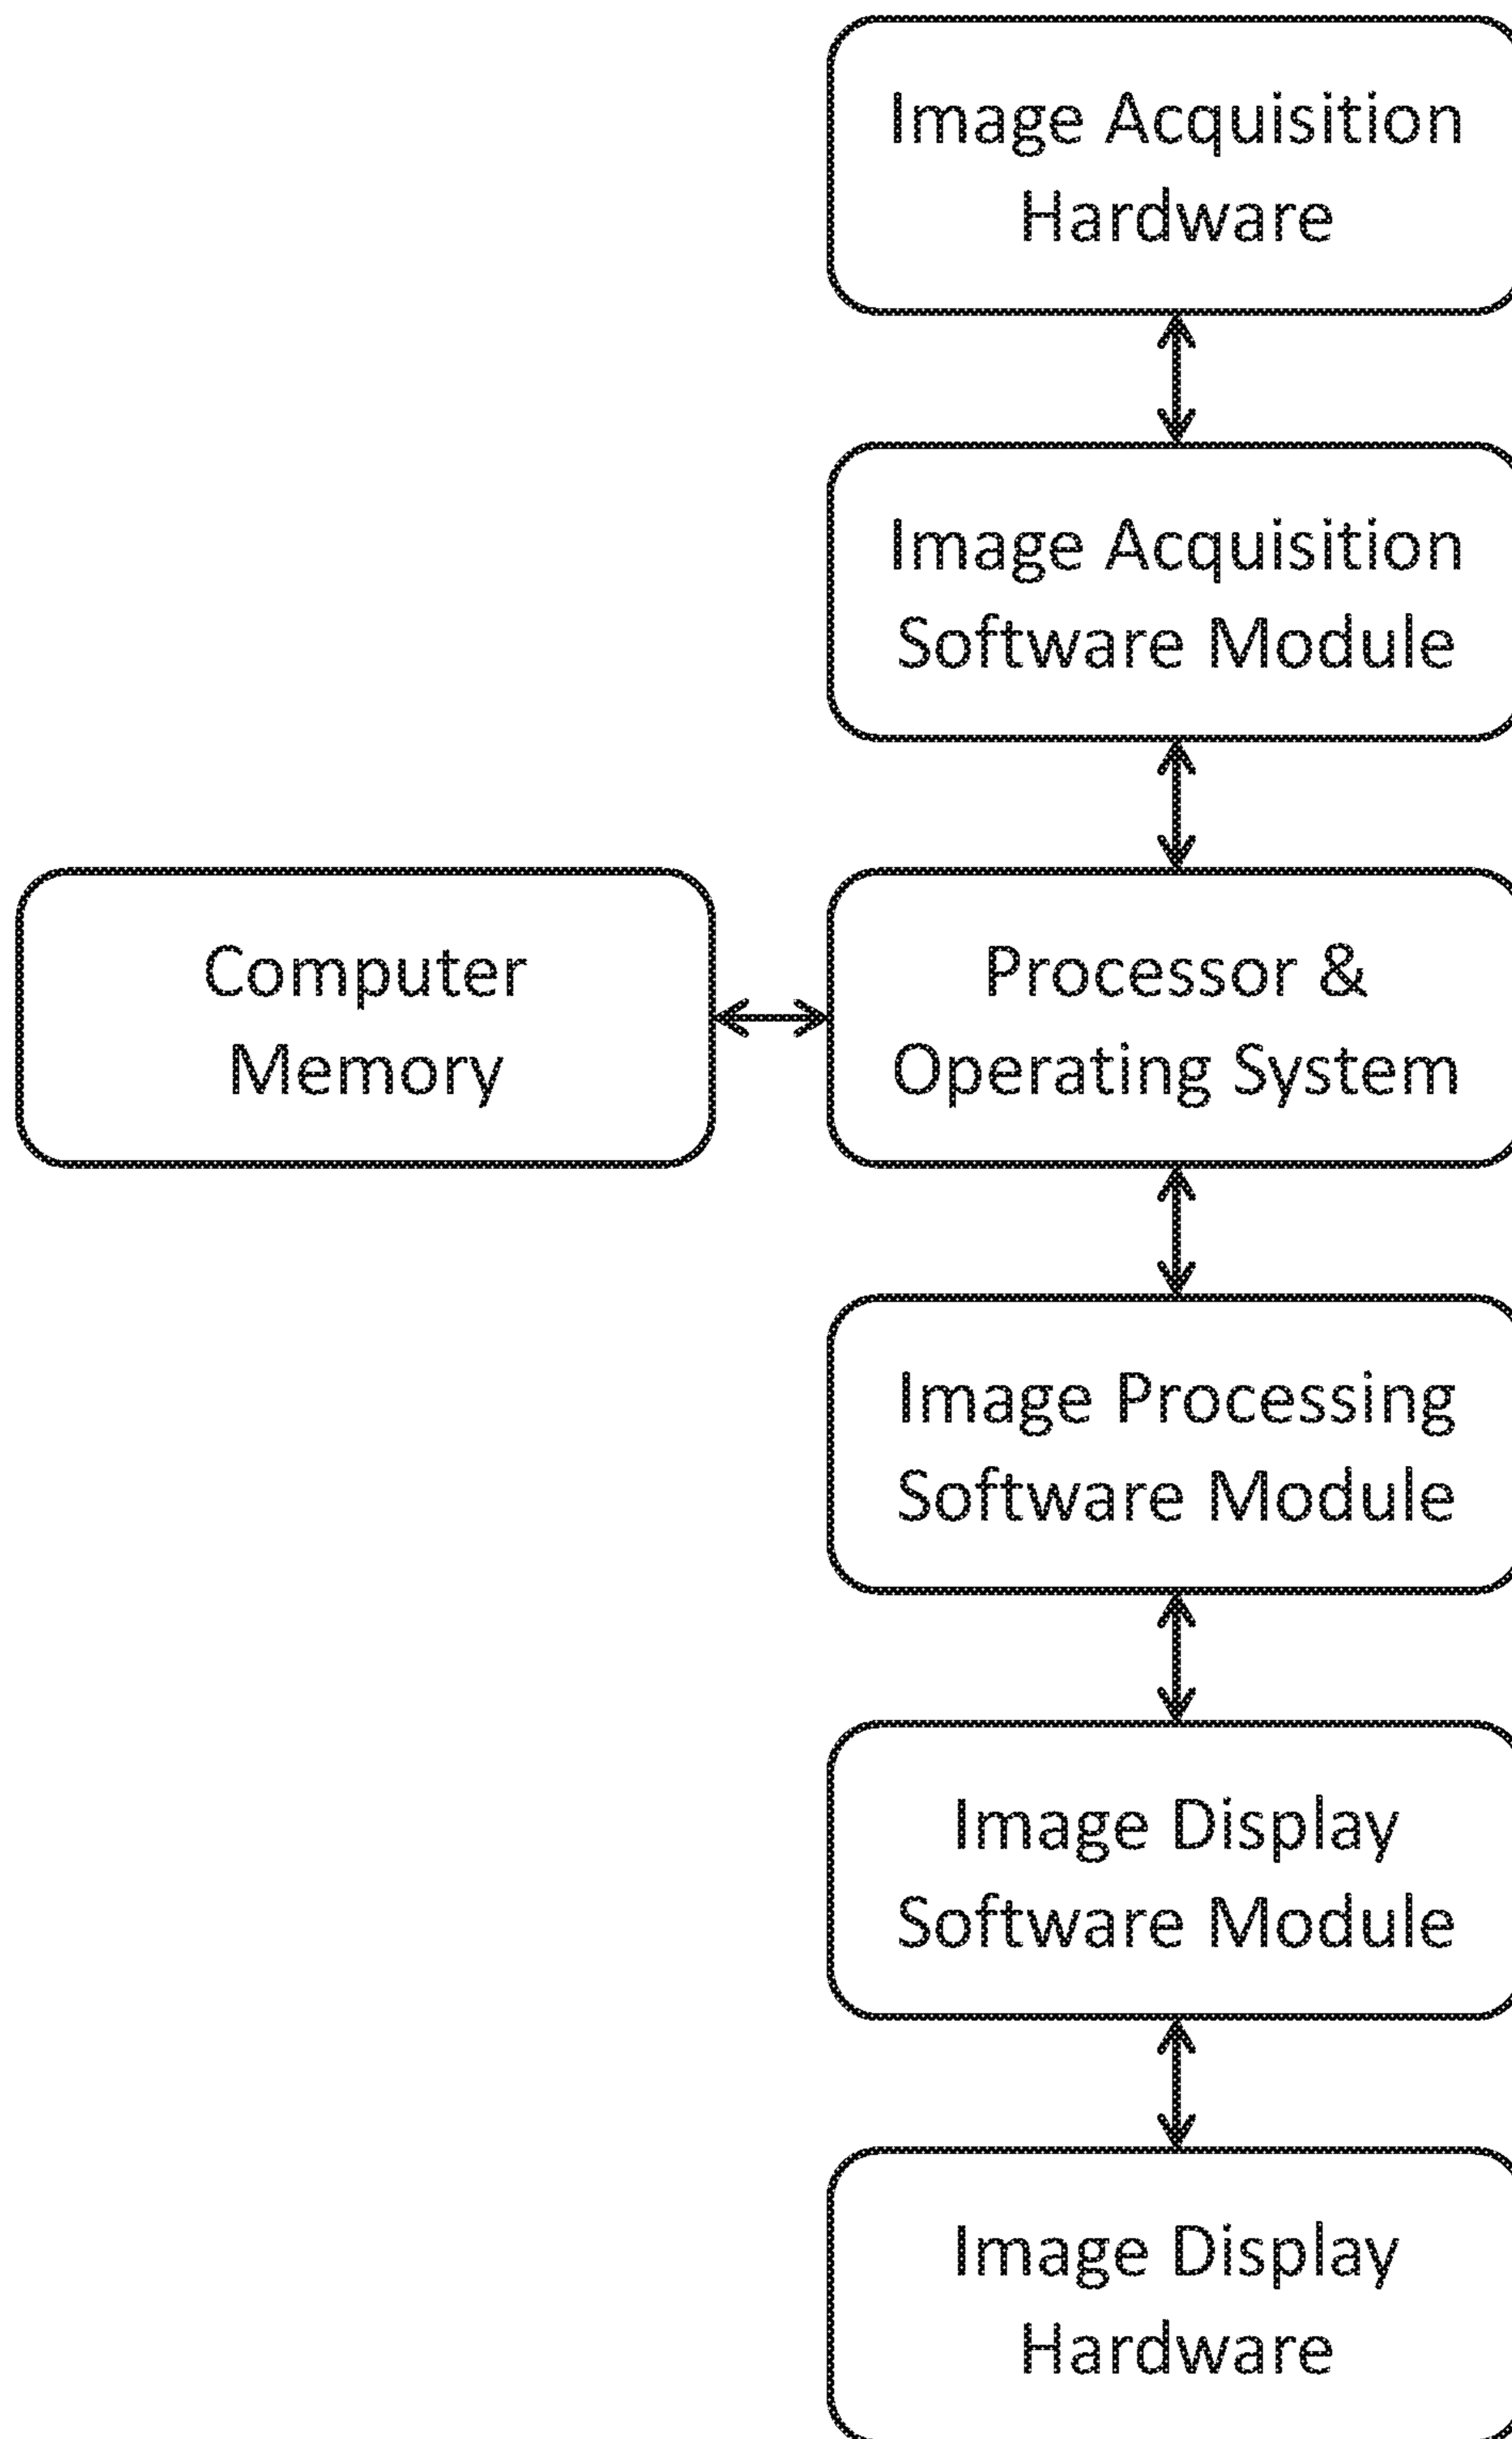 Image Acquisition
Hardware
Image Acquisition
Software Module
Computer
Memory
Processor &
Operating System
Image Processing
Software Module
Image Display
Software Module
Image Display
Hardware